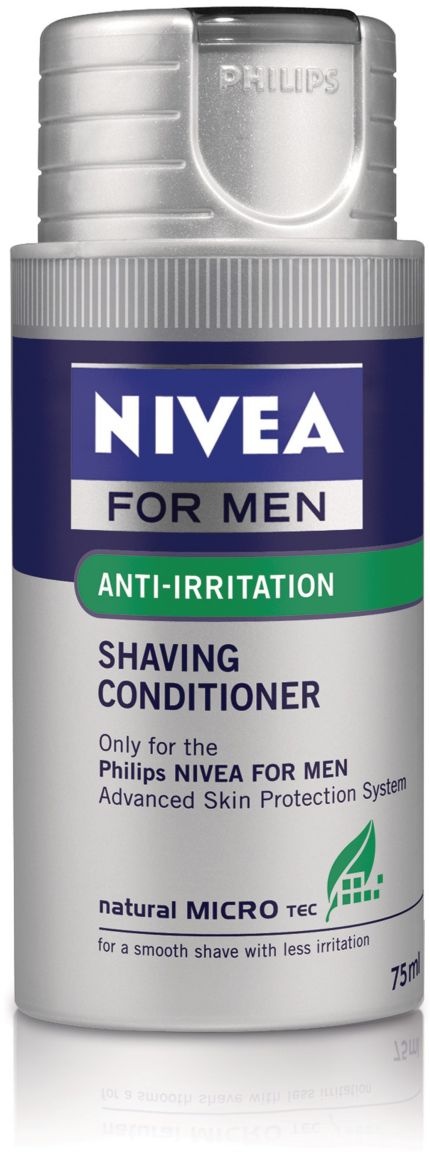 PHILIPS
NIVEA
FOR MEN
ANTI-IRRITATION
SHAVING
CONDITIONER
Only for the
Philips NIVEA FOR MEN
Advanced Skin Protection System
natural MICRO TEC
for a smooth shave with less irritation
75ml